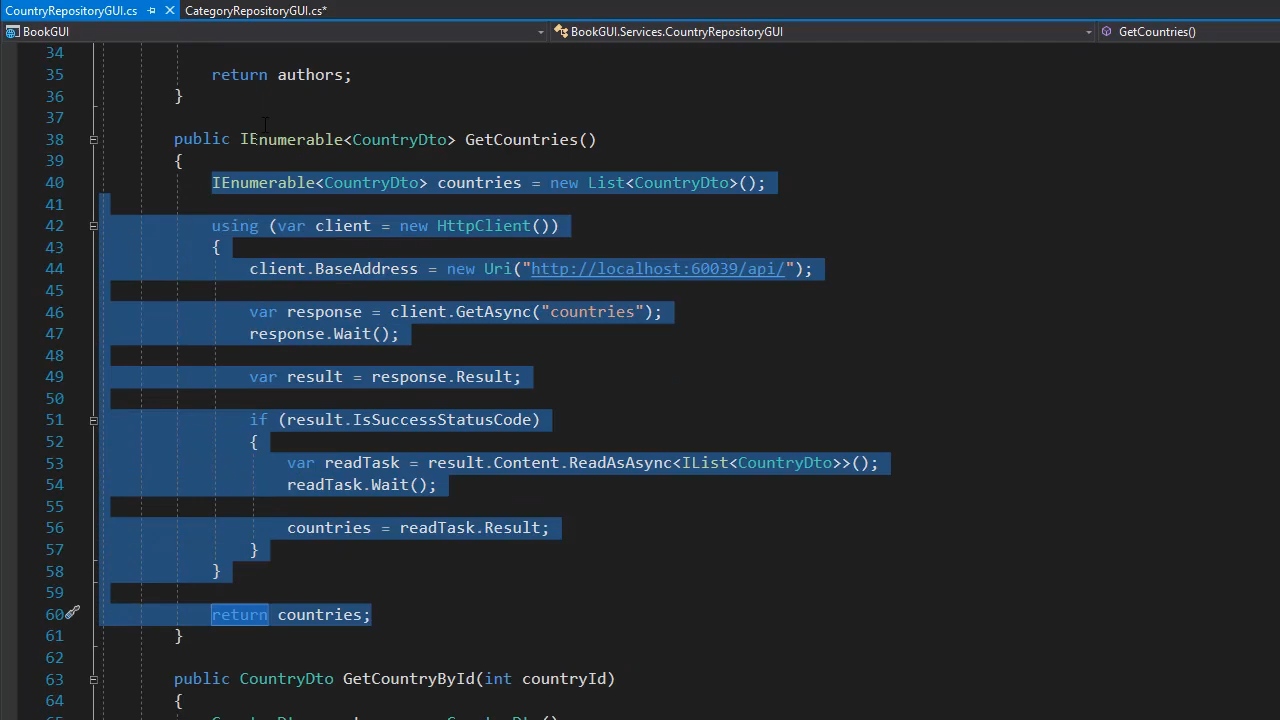 CountryRepositoryGUI.cs CategoryRepositoryGUI.cs*
BookGUI BookGUI.Services.CountryRepositoryGUI GetCountries()
34
35 return authors;
36 }
37
38 public IEnumerable<CountryDto> GetCountries()
39 {
40 IEnumerable<CountryDto> countries = new List<CountryDto>();
41
42 using (var client = new HttpClient())
43 {
44 client.BaseAddress = new Uri("http://localhost:60039/api/");
45
46 var response = client.GetAsync("countries");
47 response.Wait();
48
49 var result = response.Result;
50
51 if (result.IsSuccessStatusCode)
52 {
53 var readTask = result.Content.ReadAsAsync<IList<CountryDto>>();
54 readTask.Wait();
55
56 countries = readTask.Result;
57 }
58 }
59
60 return countries;
61 }
62
63 public CountryDto GetCountryById(int countryId)
64 {